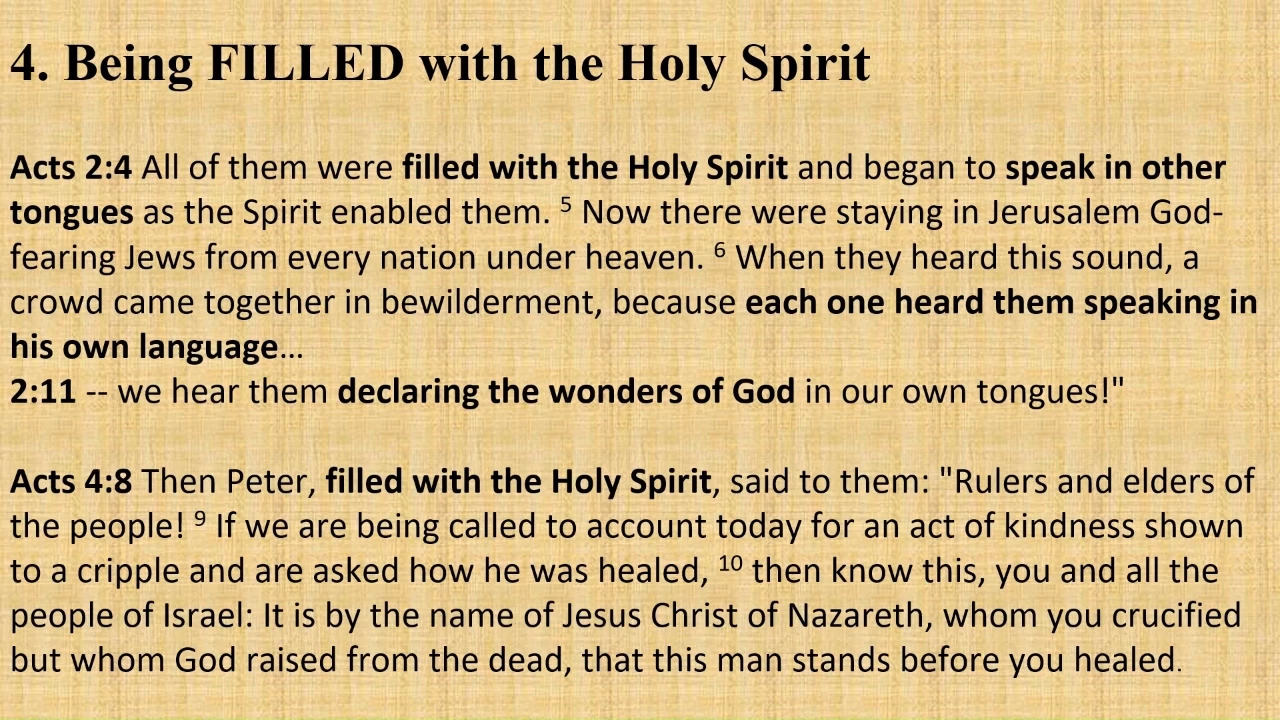 4. Being FILLED with the Holy Spirit
Acts 2:4 All of them were filled with the Holy Spirit and began to speak in other
tongues as the Spirit enabled them. 5 Now there were staying in Jerusalem God-
fearing Jews from every nation under heaven. 6 When they heard this sound, a
crowd came together in bewilderment, because each one heard them speaking in
his own language…
2:11 -- we hear them declaring the wonders of God in our own tongues!"
Acts 4:8 Then Peter, filled with the Holy Spirit, said to them: "Rulers and elders of
the people! 9 If we are being called to account today for an act of kindness shown
to a cripple and are asked how he was healed, 10 then know this, you and all the
people of Israel: It is by the name of Jesus Christ of Nazareth, whom you crucified
but whom God raised from the dead, that this man stands before you healed.